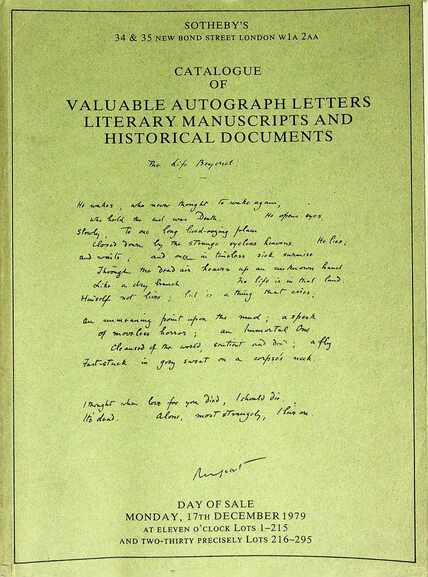 SOTHEBY'S
34 & 35 NEW BOND STREET LONDON W1A 2AA
CATALOGUE
OF
VALUABLE AUTOGRAPH LETTERS
LITERARY MANUSCRIPTS AND
HISTORICAL DOCUMENTS
The Life Beyond.
He wakes, who never thought to wake again,
who held the end was Death. He opens eyes
Slowly, to one long livid oozing plain
Closed down by the strange eyeless heavens. He lies;
and waits; and once in timeless sick surmise
Through the dead air heaves up an unknown hand
Like a dry branch. No life is in that land
Himself not lives; but is a thing that cries;
An unmeaning point upon the mud; a speck
of moveless horror; an Immortal One
Cleansed of the world, sentient and dead; a fly
Fast-stuck in grey sweat on a corpse's neck.
I thought when love for you died, I should die.
It's dead. Alone, most strangely, I live on.
DAY OF SALE
MONDAY, 17TH DECEMBER 1979
AT ELEVEN O'CLOCK LOTS 1–215
AND TWO-THIRTY PRECISELY LOTS 216–295